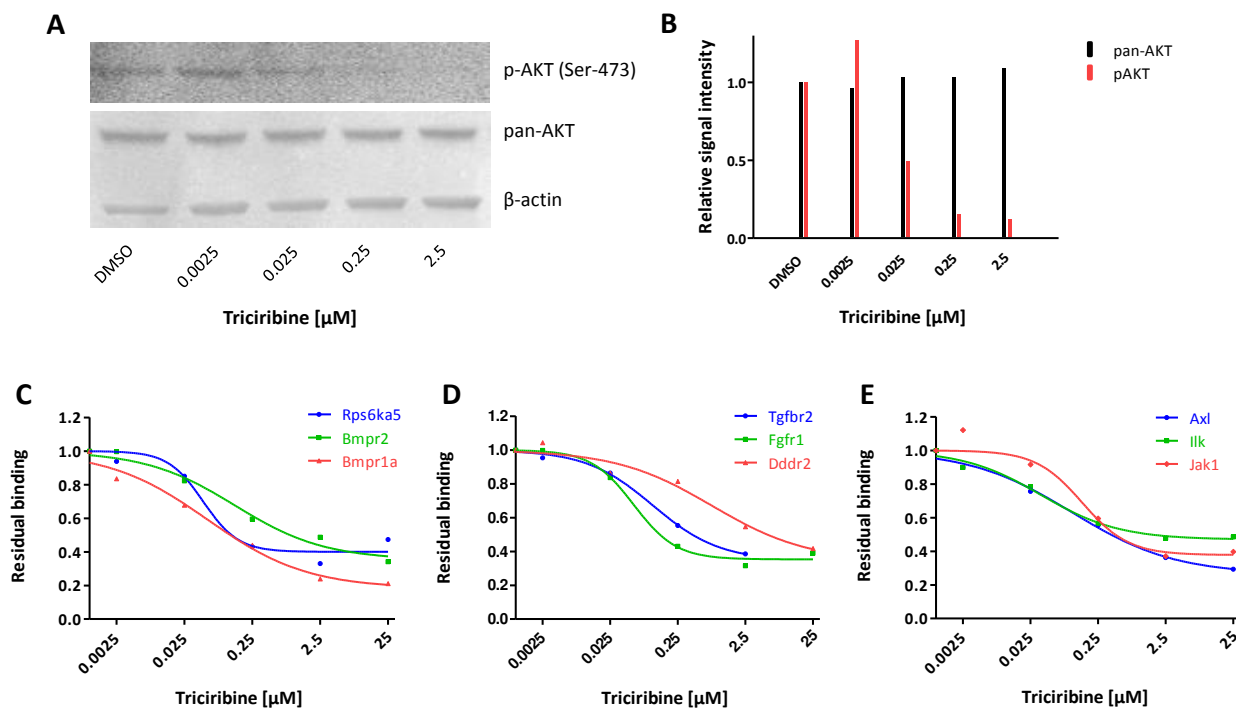 A
p-AKT (Ser-473)
pan-AKT
β-actin
DMSO
0.0025
0.025
0.25
2.5
Triciribine [µM]
B
Relative signal intensity
1.0
0.5
0.0
DMSO
0.0025
0.025
0.25
2.5
Triciribine [µM]
pan-AKT
pAKT
C
Residual binding
1.2
1.0
0.8
0.6
0.4
0.2
0.0
0.0025
0.025
0.25
2.5
25
Triciribine [µM]
Rps6ka5
Bmpr2
Bmpr1a
D
Residual binding
1.2
1.0
0.8
0.6
0.4
0.2
0.0
0.0025
0.025
0.25
2.5
25
Triciribine [µM]
Tgfbr2
Fgfr1
Dddr2
E
Residual binding
1.2
1.0
0.8
0.6
0.4
0.2
0.0
0.0025
0.025
0.25
2.5
25
Triciribine [µM]
Axl
Ilk
Jak1